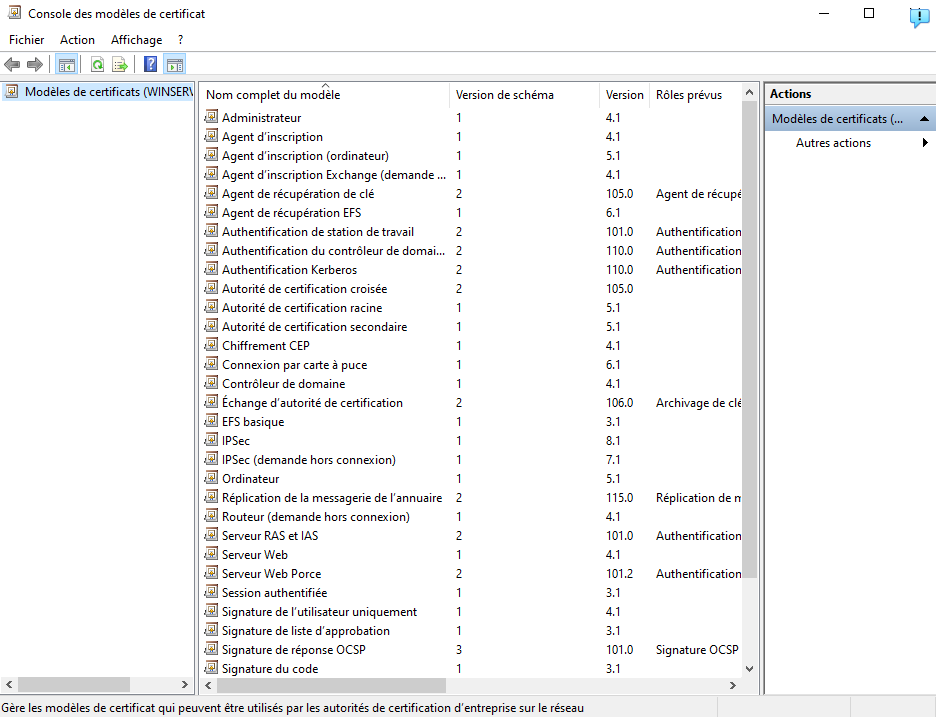 Console des modèles de certificat
Fichier Action Affichage ?
Modèles de certificats (WINSERV
Nom complet du modèle Version de schéma Version Rôles prévus
Administrateur 1 4.1
Agent d'inscription 1 4.1
Agent d'inscription (ordinateur) 1 5.1
Agent d'inscription Exchange (demande ... 1 4.1
Agent de récupération de clé 2 105.0 Agent de récupé
Agent de récupération EFS 1 6.1
Authentification de station de travail 2 101.0 Authentification
Authentification du contrôleur de domai... 2 110.0 Authentification
Authentification Kerberos 2 110.0 Authentification
Autorité de certification croisée 2 105.0
Autorité de certification racine 1 5.1
Autorité de certification secondaire 1 5.1
Chiffrement CEP 1 4.1
Connexion par carte à puce 1 6.1
Contrôleur de domaine 1 4.1
Échange d'autorité de certification 2 106.0 Archivage de clé
EFS basique 1 3.1
IPSec 1 8.1
IPSec (demande hors connexion) 1 7.1
Ordinateur 1 5.1
Réplication de la messagerie de l'annuaire 2 115.0 Réplication de m
Routeur (demande hors connexion) 1 4.1
Serveur RAS et IAS 2 101.0 Authentification
Serveur Web 1 4.1
Serveur Web Porce 2 101.2 Authentification
Session authentifiée 1 3.1
Signature de l'utilisateur uniquement 1 4.1
Signature de liste d'approbation 1 3.1
Signature de réponse OCSP 3 101.0 Signature OCSP
Signature du code 1 3.1
Actions
Modèles de certificats (...
Autres actions
Gère les modèles de certificat qui peuvent être utilisés par les autorités de certification d'entreprise sur le réseau